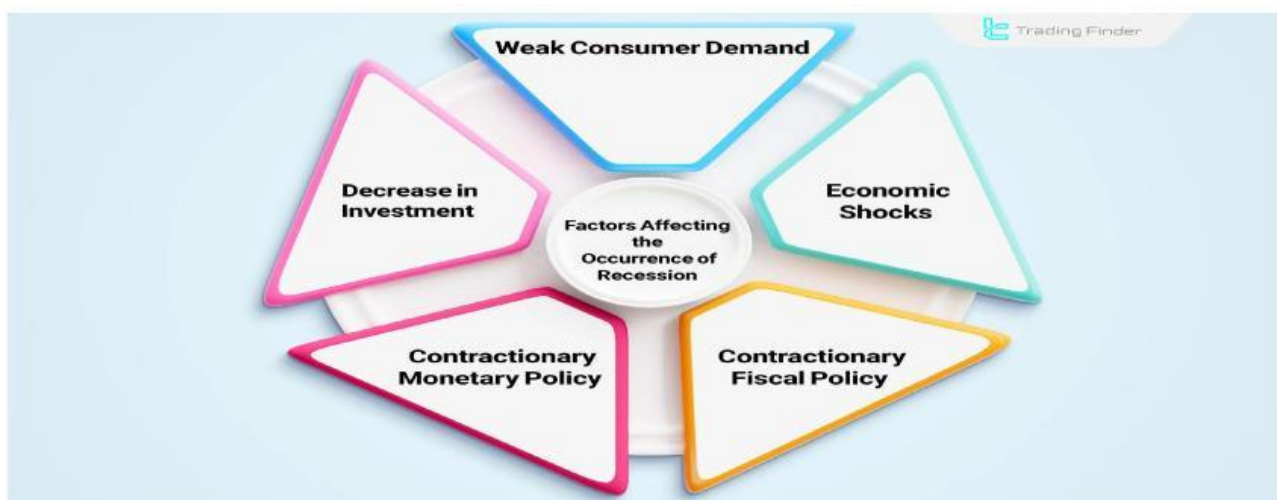 Trading Finder
Weak Consumer Demand
Decrease in
Investment
Economic
Shocks
Factors Affecting
the
Occurrence of
Recession
Contractionary
Monetary Policy
Contractionary
Fiscal Policy